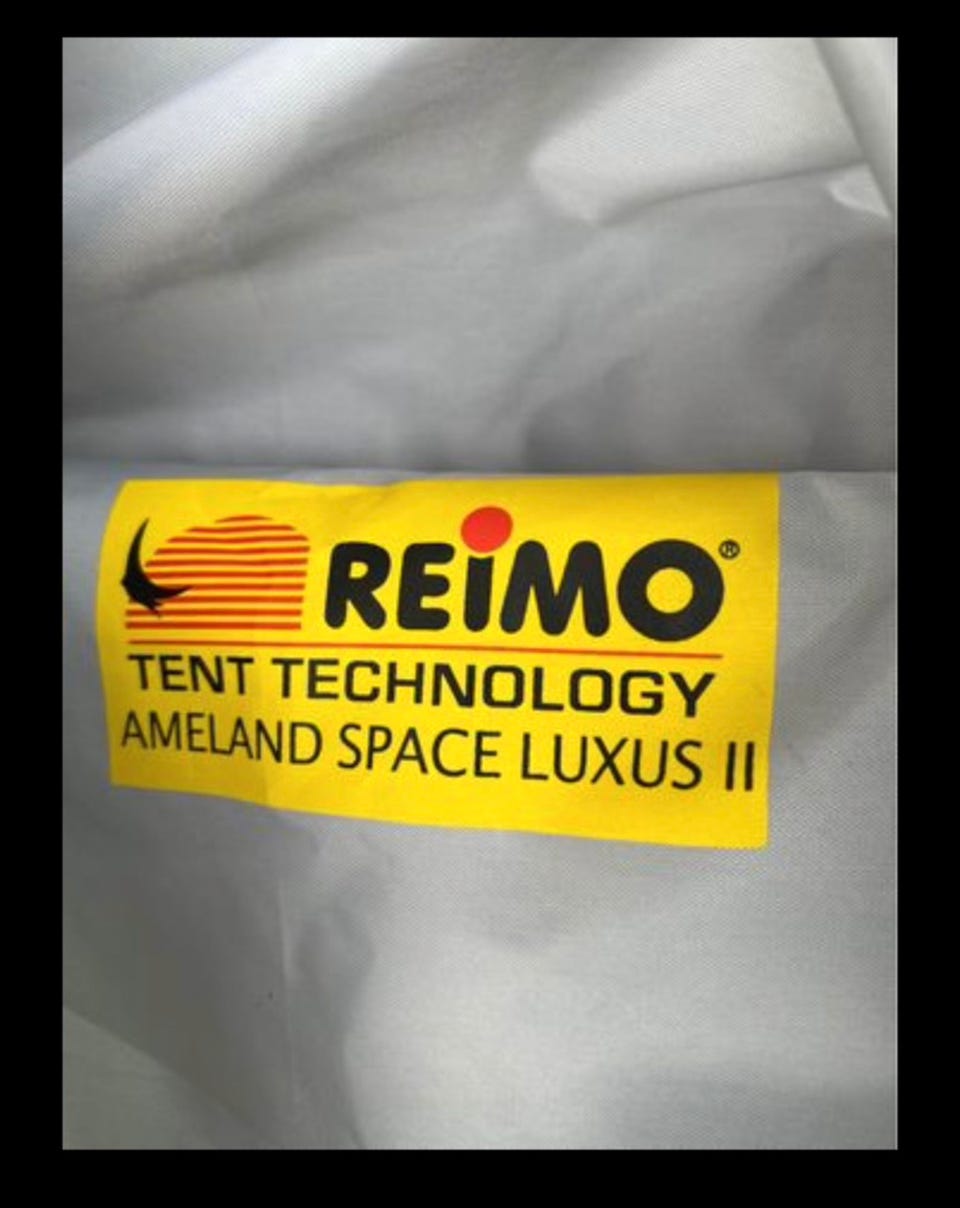 REiMO®
TENT TECHNOLOGY
AMELAND SPACE LUXUS II